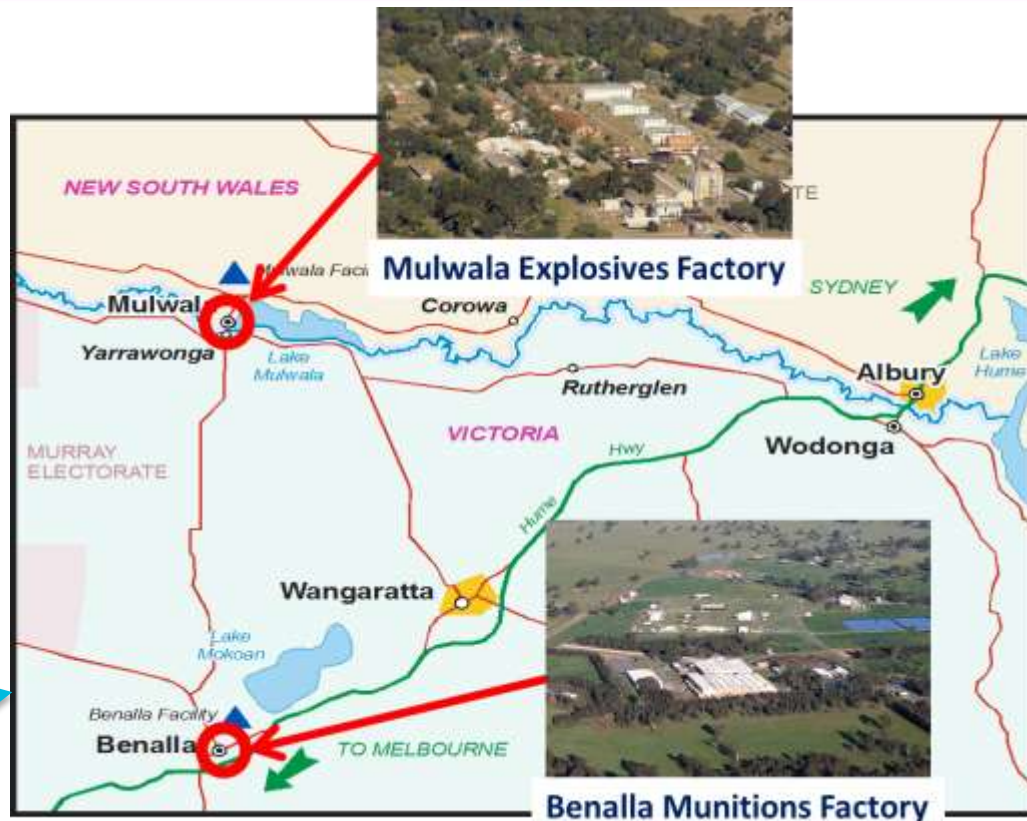 NEW SOUTH WALES
Mulwala Explosives Factory
SYDNEY
Mulwal
Corowa
Yarrawonga
Lake
Mulwala
Rutherglen
Albury
Lake
Hume
VICTORIA
MURRAY
ELECTORATE
Wodonga
Hwy
Hume
Wangaratta
Lake
Mokoan
Benalla Facility
Benalla
TO MELBOURNE
Benalla Munitions Factory